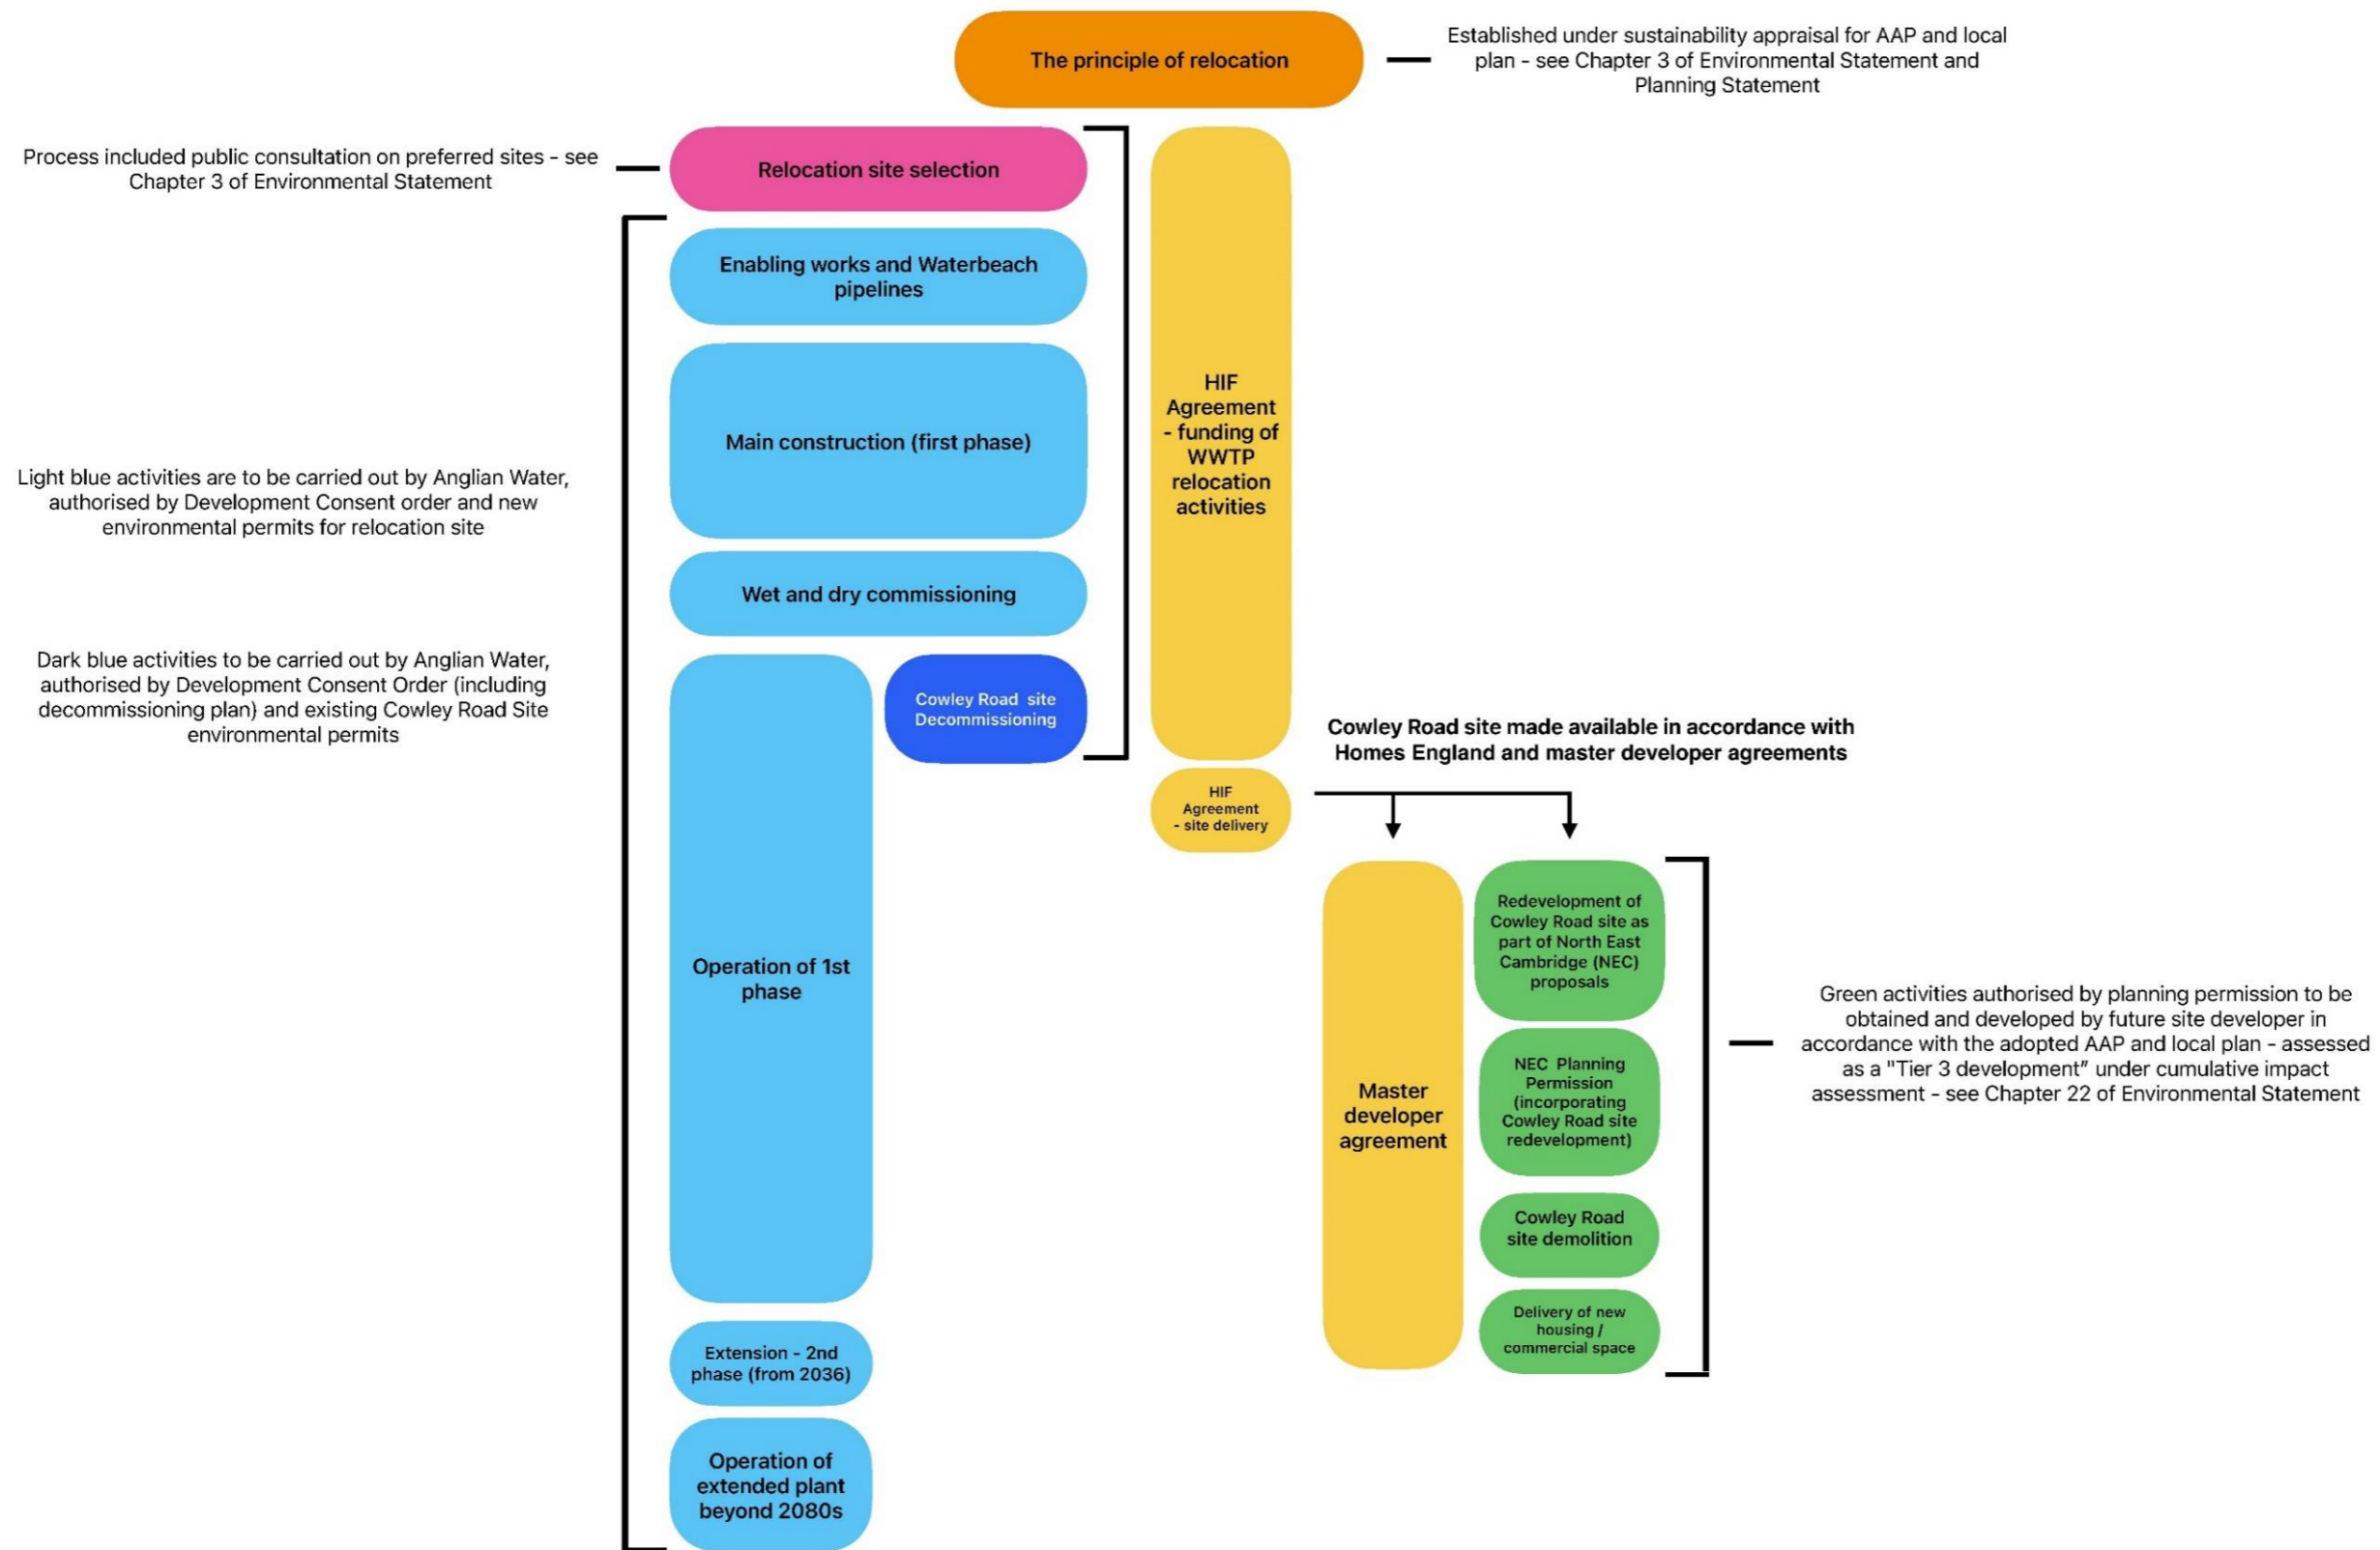 The principle of relocation
Established under sustainability appraisal for AAP and local
plan - see Chapter 3 of Environmental Statement and
Planning Statement
Process included public consultation on preferred sites - see
Chapter 3 of Environmental Statement
Relocation site selection
Enabling works and Waterbeach
pipelines
Main construction (first phase)
HIF
Agreement
- funding of
WWTP
relocation
activities
Light blue activities are to be carried out by Anglian Water,
authorised by Development Consent order and new
environmental permits for relocation site
Wet and dry commissioning
Dark blue activities to be carried out by Anglian Water,
authorised by Development Consent Order (including
decommissioning plan) and existing Cowley Road Site
environmental permits
Cowley Road  site
Decommissioning
Cowley Road site made available in accordance with
Homes England and master developer agreements
HIF
Agreement
- site delivery
Operation of 1st
phase
Redevelopment of
Cowley Road site as
part of North East
Cambridge (NEC)
proposals
NEC  Planning
Permission
(incorporating
Cowley Road site
redevelopment)
Master
developer
agreement
Green activities authorised by planning permission to be
obtained and developed by future site developer in
accordance with the adopted AAP and local plan - assessed
as a "Tier 3 development” under cumulative impact
assessment - see Chapter 22 of Environmental Statement
Cowley Road
site demolition
Delivery of new
housing /
commercial space
Extension - 2nd
phase (from 2036)
Operation of
extended plant
beyond 2080s